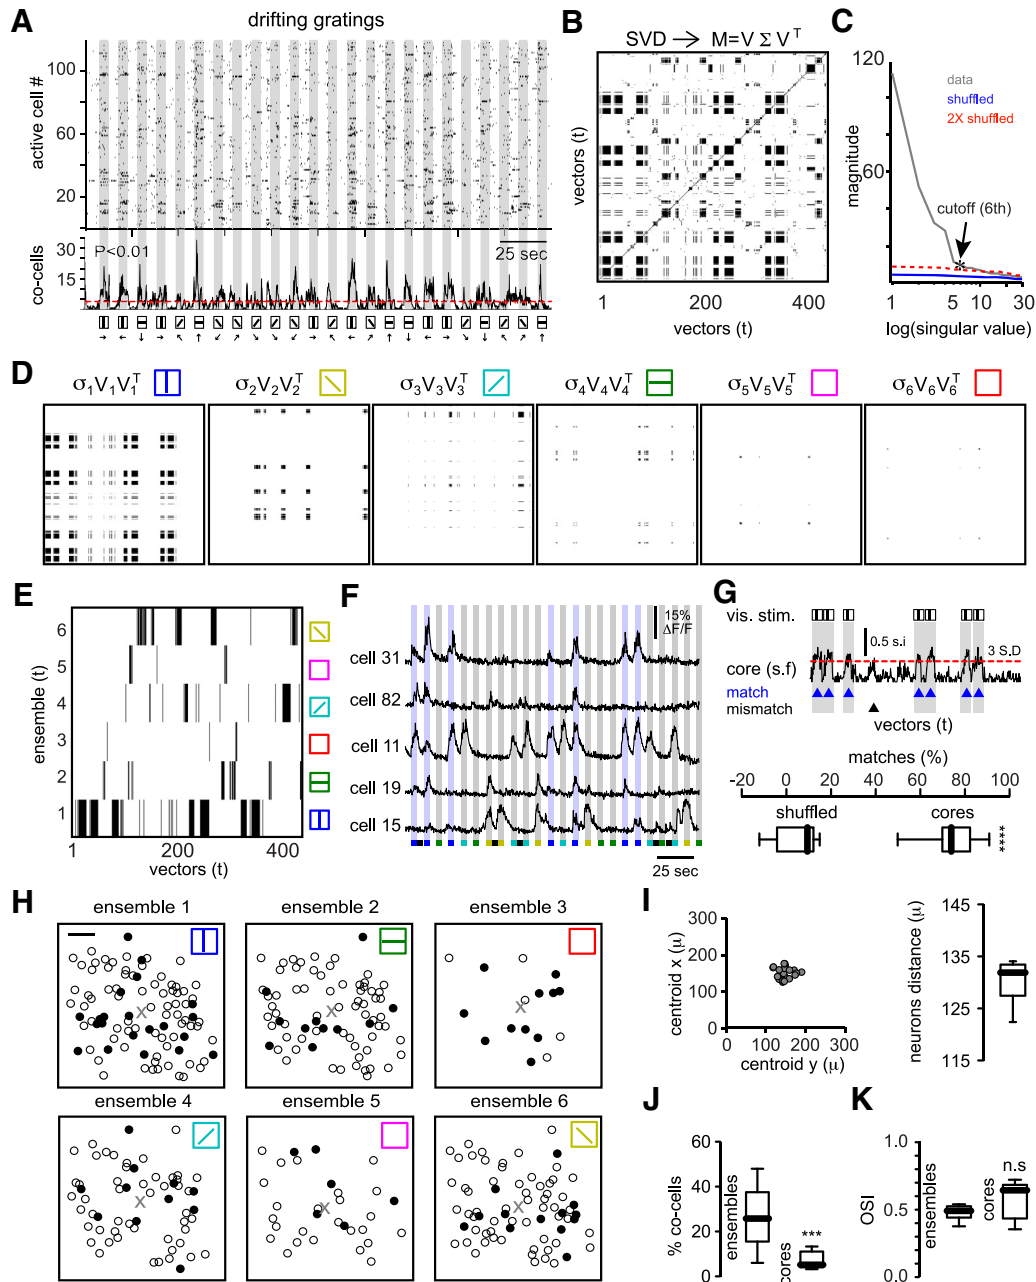 A
drifting gratings
active cell #
100
60
20
co-cells
30
15
P<0.01
25 sec
B
SVD → M=V Σ V^T
vectors (t)
1
200
400
vectors (t)
C
120
60
magnitude
data
shuffled
2X shuffled
cutoff (6th)
*
1
5
10
30
log(singular value)
D
σ1V1V1^T
σ2V2V2^T
σ3V3V3^T
σ4V4V4^T
σ5V5V5^T
σ6V6V6^T
E
ensemble (t)
6
5
4
3
2
1
1
200
400
vectors (t)
F
15%
ΔF/F
cell 31
cell 82
cell 11
cell 19
cell 15
25 sec
G
vis. stim.
0.5 s.i
3 S.D
core (s.f)
match
mismatch
vectors (t)
matches (%)
-20
0
20
40
60
80
100
shuffled
cores
****
H
ensemble 1
ensemble 2
ensemble 3
X
X
X
ensemble 4
ensemble 5
ensemble 6
X
X
X
I
centroid x (μ)
300
200
100
0
0
100
200
300
centroid y (μ)
neurons distance (μ)
145
135
125
115
J
% co-cells
60
40
20
0
ensembles
cores
***
K
OSI
1.0
0.5
0
ensembles
cores
n.s